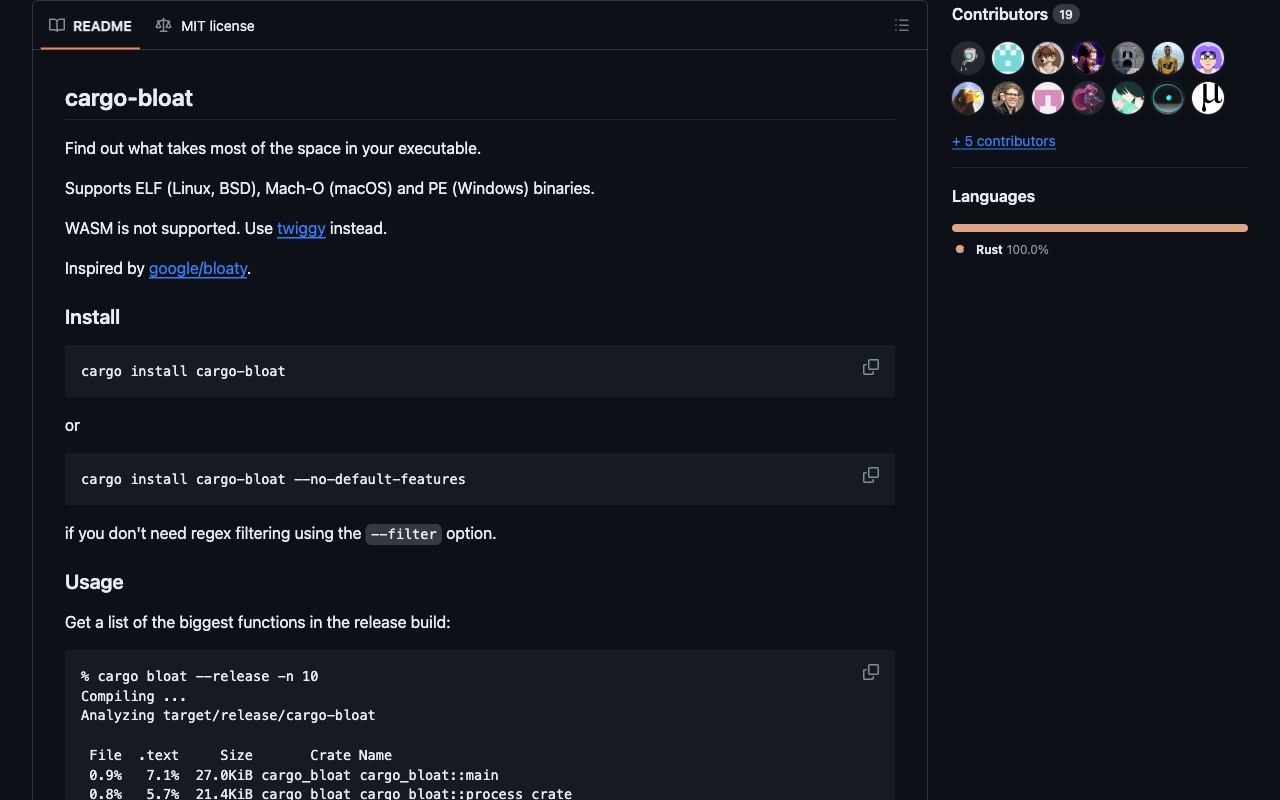 README
MIT license
cargo-bloat
Find out what takes most of the space in your executable.
Supports ELF (Linux, BSD), Mach-O (macOS) and PE (Windows) binaries.
WASM is not supported. Use twiggy instead.
Inspired by google/bloaty.
Install
cargo install cargo-bloat
or
cargo install cargo-bloat --no-default-features
if you don't need regex filtering using the --filter option.
Usage
Get a list of the biggest functions in the release build:
% cargo bloat --release -n 10
Compiling ...
Analyzing target/release/cargo-bloat
File .text Size Crate Name
0.9% 7.1% 27.0KiB cargo_bloat cargo_bloat::main
0.8% 5.7% 21.4KiB cargo_bloat cargo_bloat::process_crate
Contributors 19
µ
+ 5 contributors
Languages
Rust 100.0%